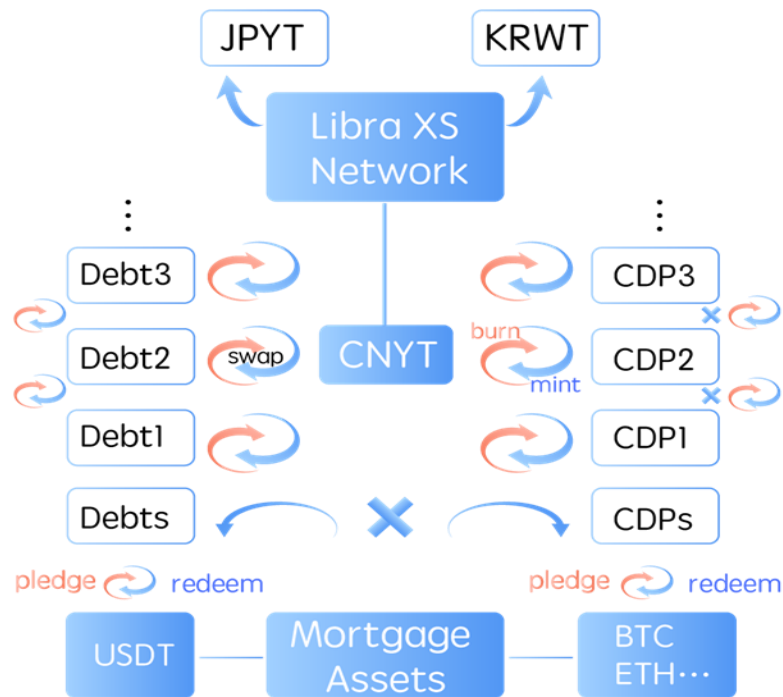 JPYT
KRWT
Libra XS
Network
⋮
⋮
Debt3
CDP3
Debt2
swap
CNYT
burn
mint
CDP2
Debt1
CDP1
Debts
CDPs
pledge
redeem
pledge
redeem
USDT
Mortgage
Assets
BTC
ETH···